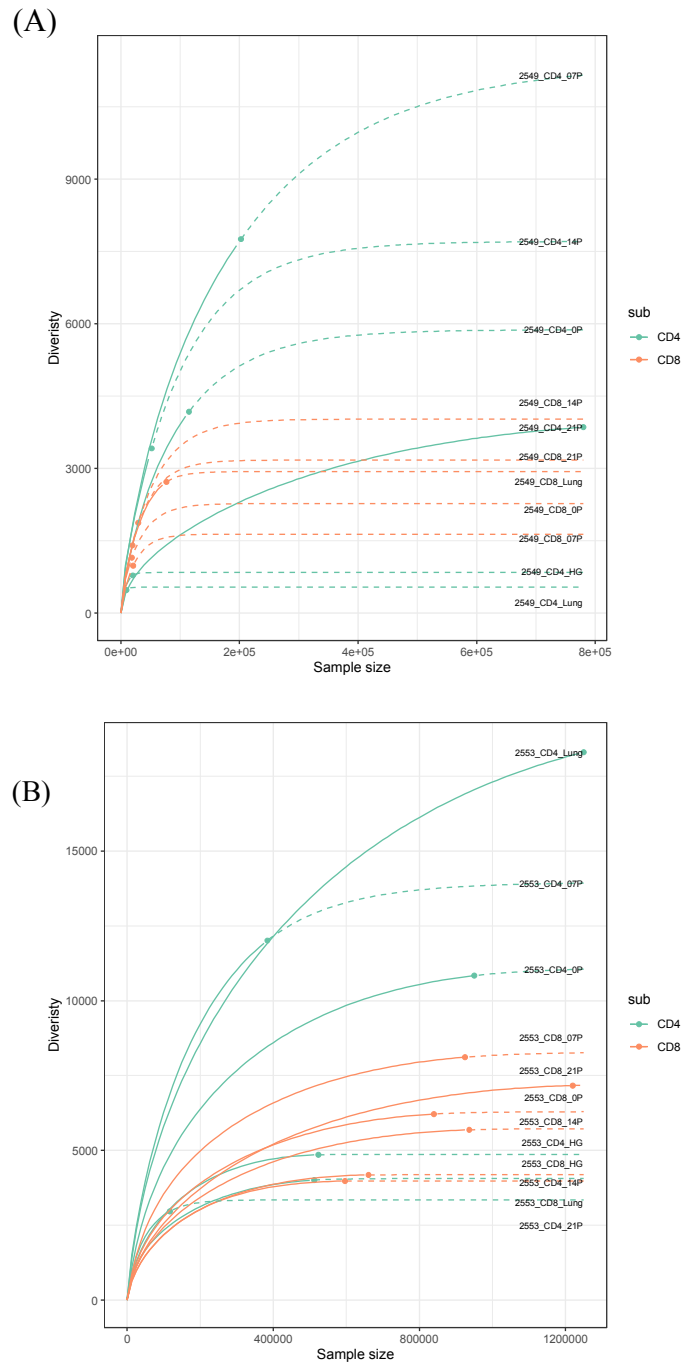 (A)
2549_CD4_07P
9000
2549_CD4_14P
6000
2549_CD4_0P
sub
CD4
CD8
Diveristy
2549_CD8_14P
2549_CD4_21P
3000
2549_CD8_21P
2549_CD8_Lung
2549_CD8_0P
2549_CD8_07P
2549_CD4_HG
2549_CD4_Lung
0
0e+00 2e+05 4e+05 6e+05 8e+05
Sample size
(B)
2553_CD4_Lung
15000
2553_CD4_07P
10000
2553_CD4_0P
sub
CD4
CD8
Diveristy
2553_CD8_07P
2553_CD8_21P
2553_CD8_0P
2553_CD8_14P
5000
2553_CD4_HG
2553_CD8_HG
2553_CD4_14P
2553_CD8_Lung
2553_CD4_21P
0
0 400000 800000 1200000
Sample size